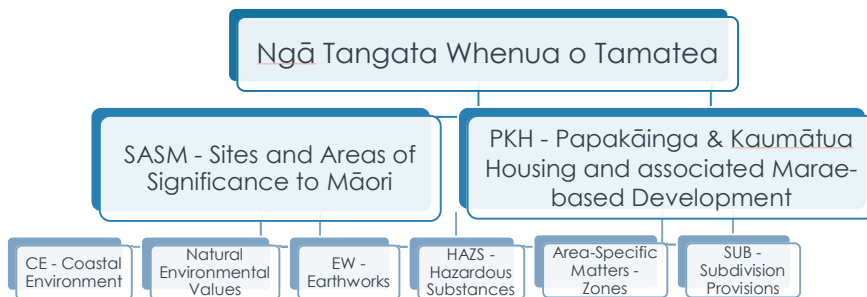 Ngā Tangata Whenua o Tamatea
SASM - Sites and Areas of
Significance to Māori
PKH - Papakāinga & Kaumātua
Housing and associated Marae-
based Development
CE - Coastal
Environment
Natural
Environmental
Values
EW -
Earthworks
HAZS -
Hazardous
Substances
Area-Specific
Matters -
Zones
SUB -
Subdivision
Provisions